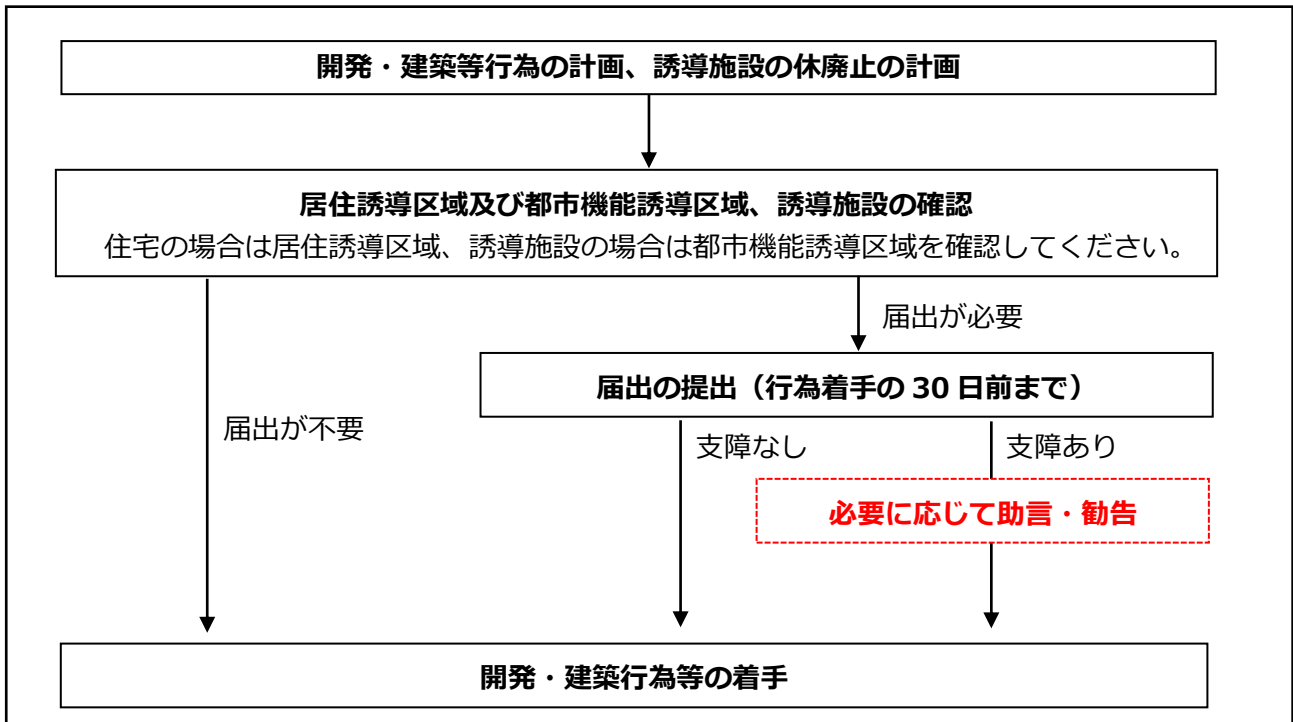 開発・建築等行為の計画、誘導施設の休廃止の計画
居住誘導区域及び都市機能誘導区域、誘導施設の確認
住宅の場合は居住誘導区域、誘導施設の場合は都市機能誘導区域を確認してください。
届出が必要
届出の提出（行為着手の 30 日前まで）
届出が不要
支障なし
支障あり
必要に応じて助言・勧告
開発・建築行為等の着手